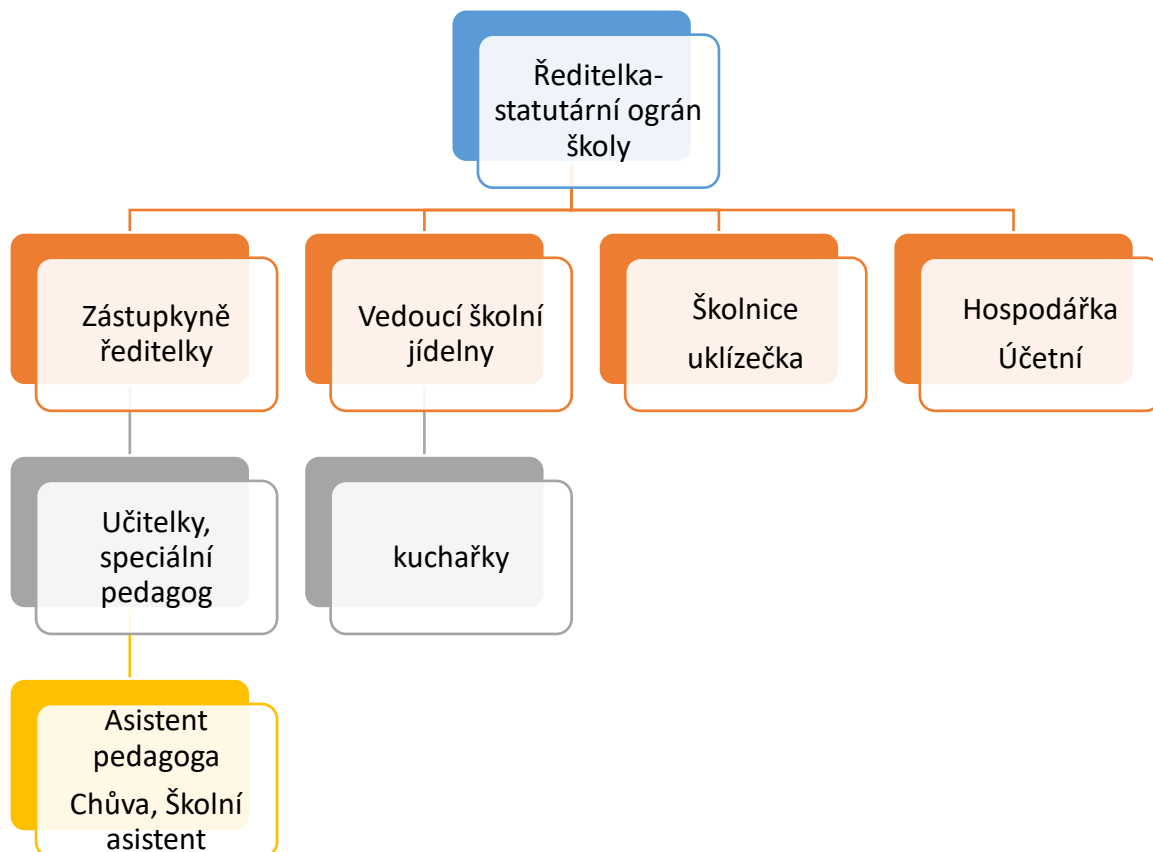 Ředitelka-
statutární ográn
školy
Zástupkyně
ředitelky
Vedoucí školní
jídelny
Školnice
uklízečka
Hospodářka
Účetní
Učitelky,
speciální
pedagog
kuchařky
Asistent
pedagoga
Chůva, Školní
asistent